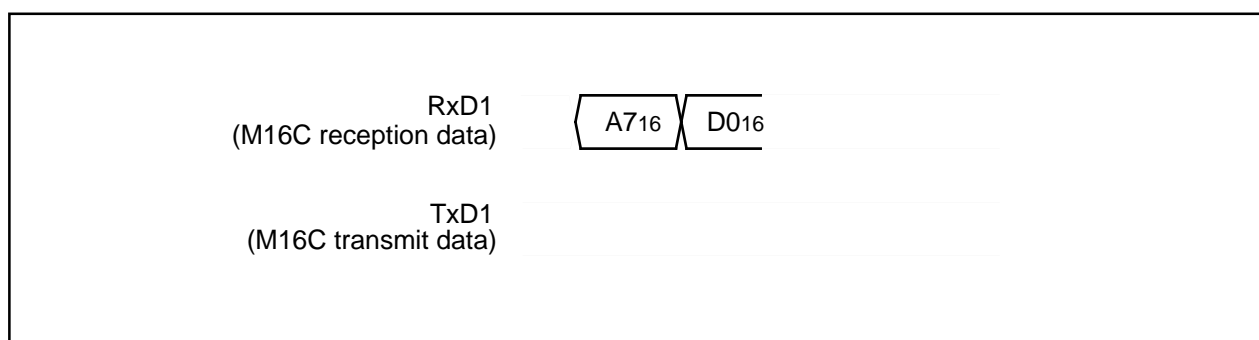 RxD1
(M16C reception data)
A716
D016
TxD1
(M16C transmit data)